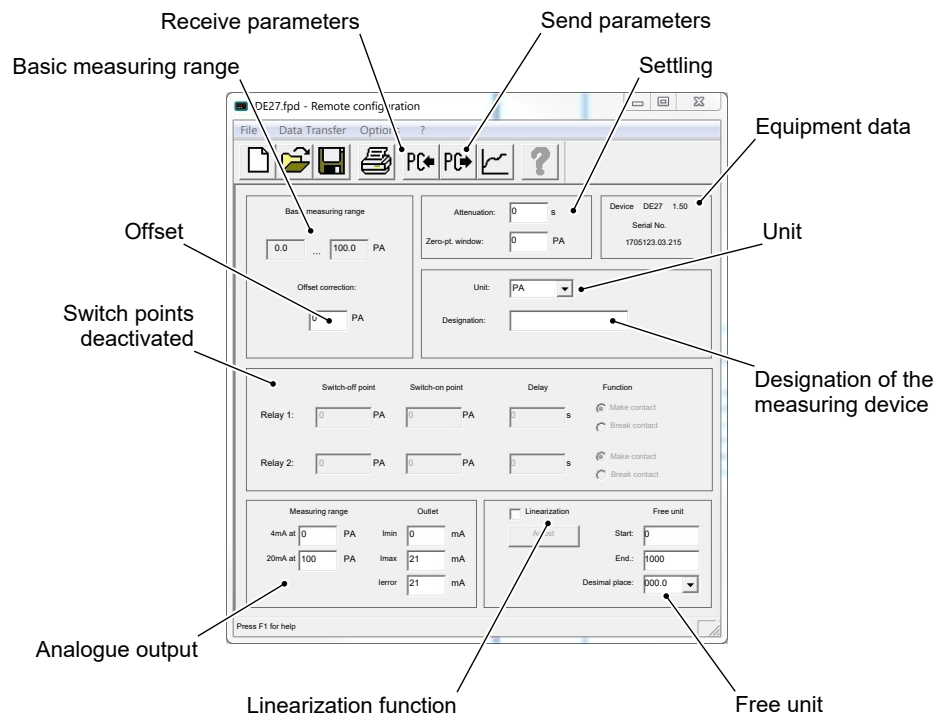 Receive parameters
Send parameters
Basic measuring range
Settling
DE27.fpd - Remote configuration
File Data Transfer Options ?
Equipment data
PC PC ?
Basic measuring range
Attenuation: 0 s
Device DE27 1.50
Serial No.
Zero-pt. window: 0 PA
1705123.03.215
Offset
0.0 ... 100.0 PA
Unit
Offset correction:
Unit: PA
0 PA
Designation:
Switch points
deactivated
Designation of the
measuring device
Switch-off point Switch-on point Delay Function
Relay 1: 0 PA 0 PA 0 s Make contact
Break contact
Relay 2: 0 PA 0 PA 0 s Make contact
Break contact
Measuring range Outlet
Linearization Free unit
4mA at 0 PA Imin 0 mA
Adjust Start: 0
20mA at 100 PA Imax 21 mA
End.: 1000
Ierror 21 mA
Desimal place: 000.0
Press F1 for help
Analogue output
Linearization function
Free unit